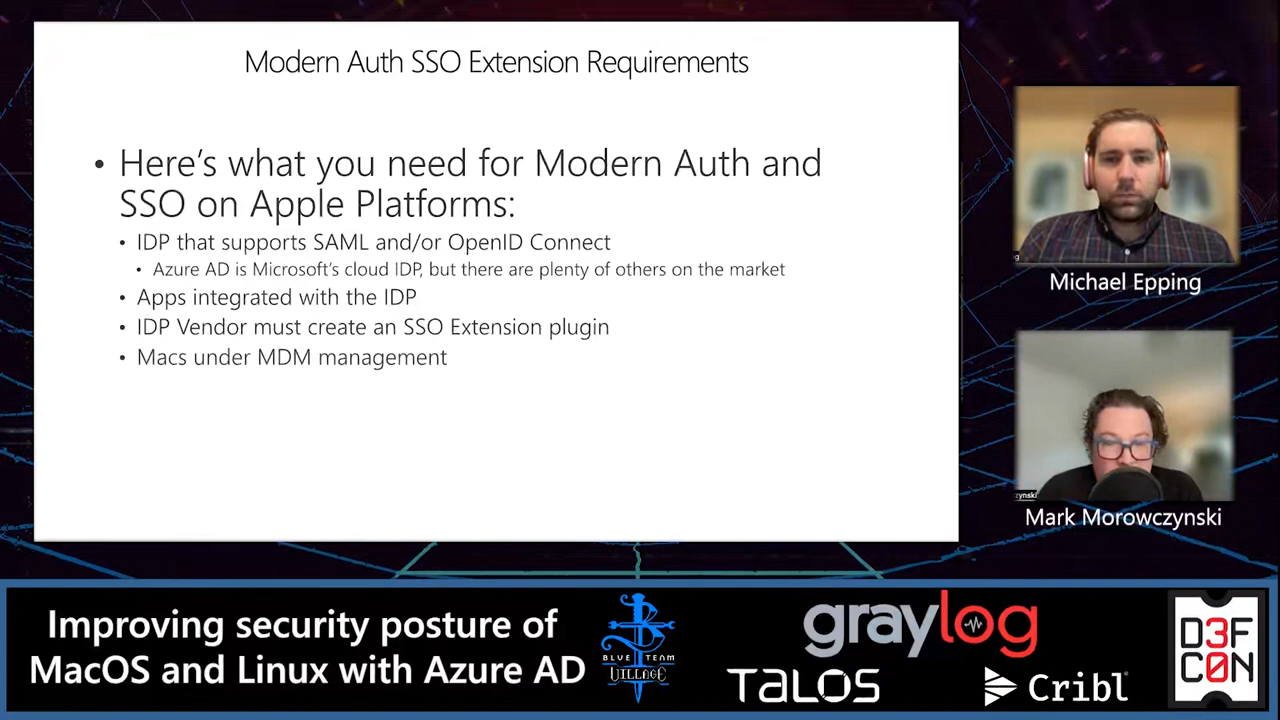 Modern Auth SSO Extension Requirements
• Here's what you need for Modern Auth and
SSO on Apple Platforms:
• IDP that supports SAML and/or OpenID Connect
• Azure AD is Microsoft's cloud IDP, but there are plenty of others on the market
• Apps integrated with the IDP
• IDP Vendor must create an SSO Extension plugin
• Macs under MDM management
Michael Epping
zynski
Mark Morowczynski
Improving security posture of
MacOS and Linux with Azure AD
BLUE TEAM
VILLAGE
graylog
TALOS
Cribl
D3F
C0N